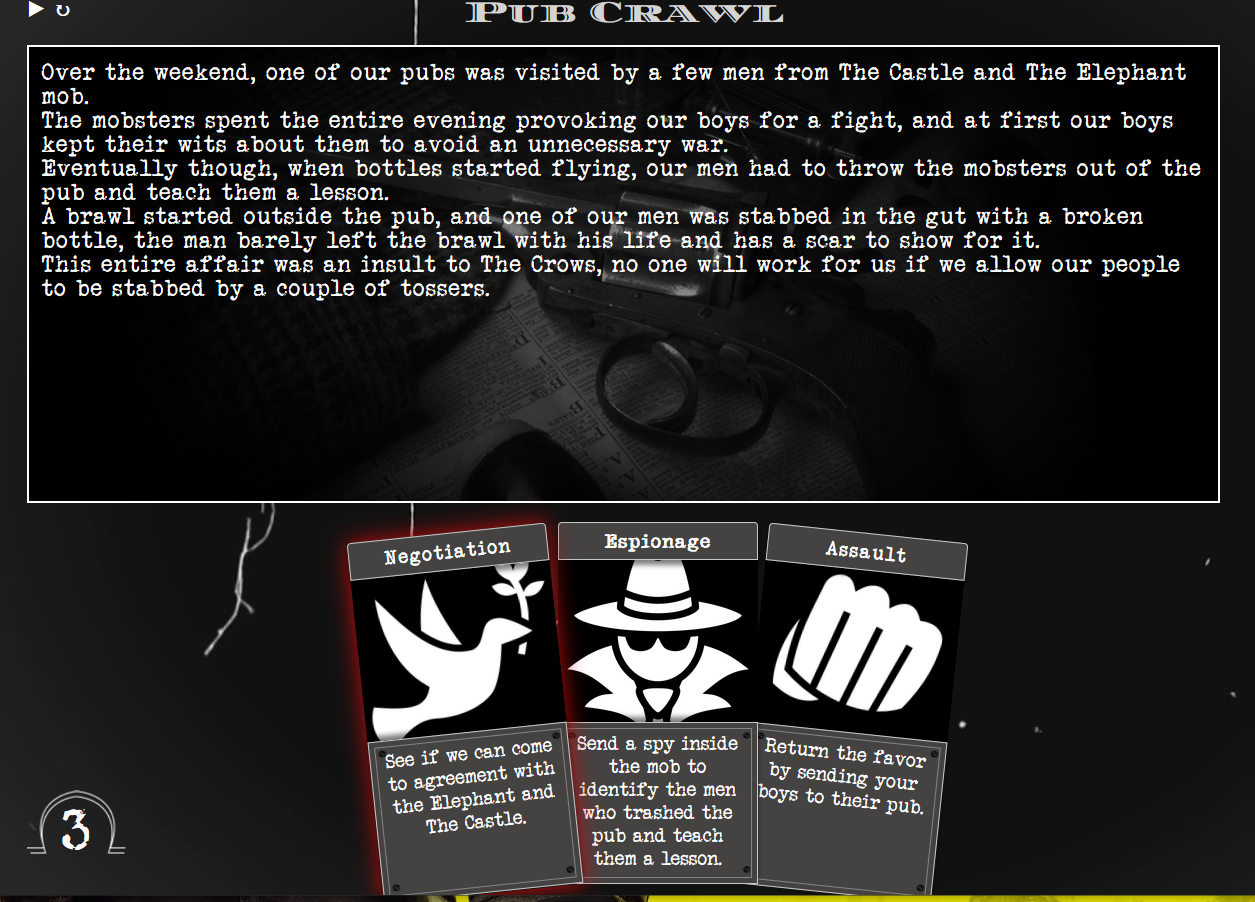 Pub Crawl
Over the weekend, one of our pubs was visited by a few men from The Castle and The Elephant
mob.
The mobsters spent the entire evening provoking our boys for a fight, and at first our boys
kept their wits about them to avoid an unnecessary war.
Eventually though, when bottles started flying, our men had to throw the mobsters out of the
pub and teach them a lesson.
A brawl started outside the pub, and one of our men was stabbed in the gut with a broken
bottle, the man barely left the brawl with his life and has a scar to show for it.
This entire affair was an insult to The Crows, no one will work for us if we allow our people
to be stabbed by a couple of tossers.
Negotiation
See if we can come
to agreement with
the Elephant and
The Castle.
Espionage
Send a spy inside
the mob to
identify the men
who trashed the
pub and teach
them a lesson.
Assault
Return the favor
by sending your
boys to their pub.
3